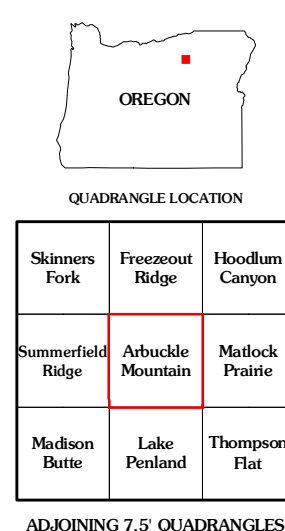 OREGON
QUADRANGLE LOCATION
Skinners
Fork
Freezeout
Ridge
Hoodlum
Canyon
Summerfield
Ridge
Arbuckle
Mountain
Matlock
Prairie
Madison
Butte
Lake
Penland
Thompson
Flat
ADJOINING 7.5' QUADRANGLES